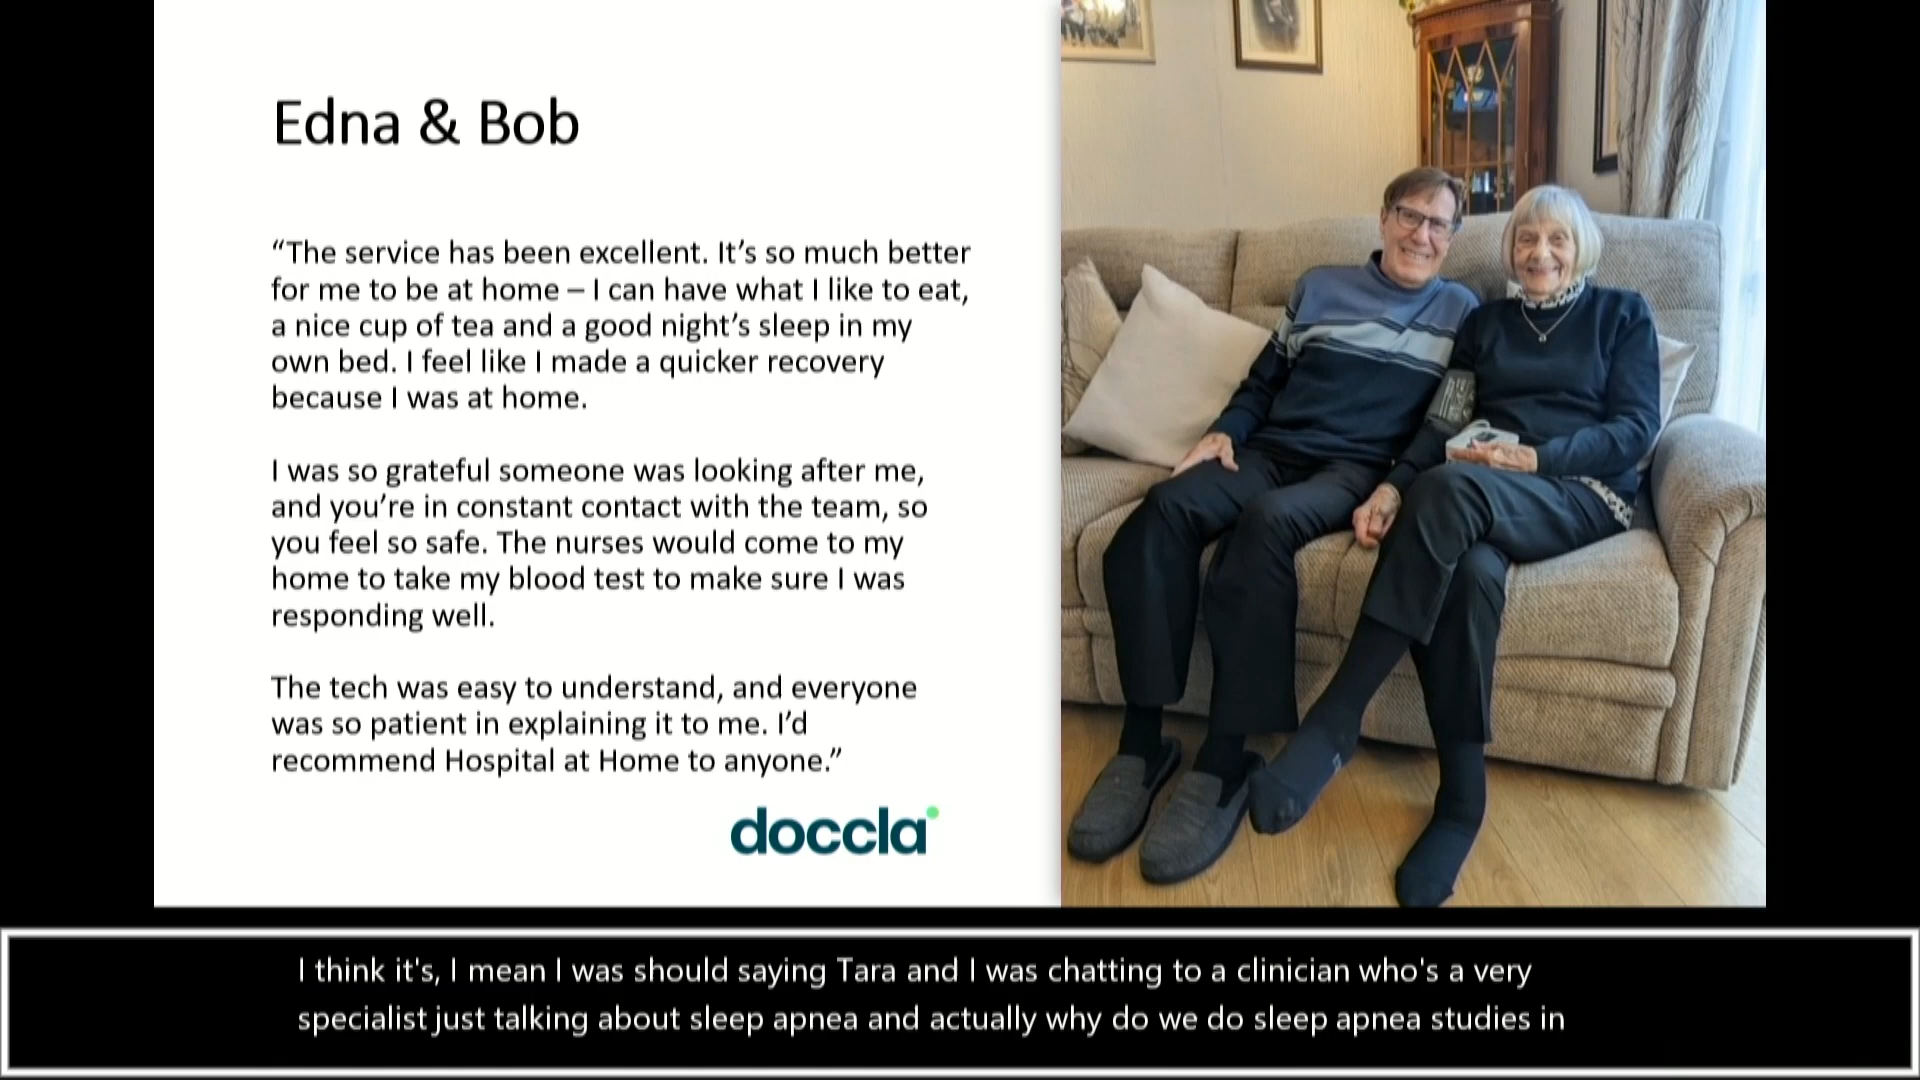 Edna & Bob
“The service has been excellent. It’s so much better
for me to be at home – I can have what I like to eat,
a nice cup of tea and a good night’s sleep in my
own bed. I feel like I made a quicker recovery
because I was at home.
I was so grateful someone was looking after me,
and you’re in constant contact with the team, so
you feel so safe. The nurses would come to my
home to take my blood test to make sure I was
responding well.
The tech was easy to understand, and everyone
was so patient in explaining it to me. I’d
recommend Hospital at Home to anyone.”
doccla
I think it's, I mean I was should saying Tara and I was chatting to a clinician who's a very
specialist just talking about sleep apnea and actually why do we do sleep apnea studies in